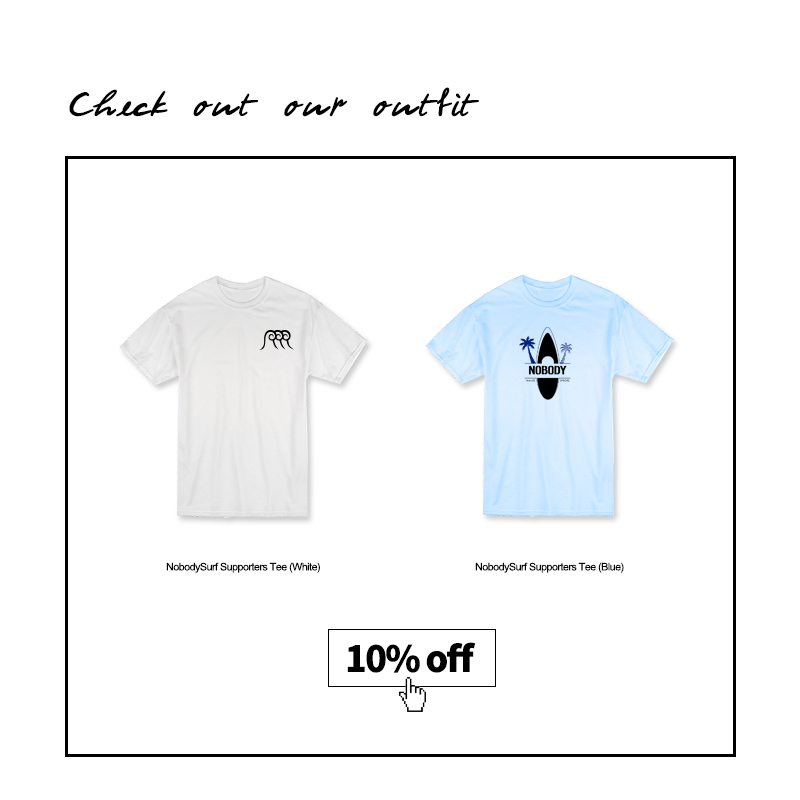 Check out our outfit
NOBODY
NobodySurf Supporters Tee (White)
NobodySurf Supporters Tee (Blue)
10% off